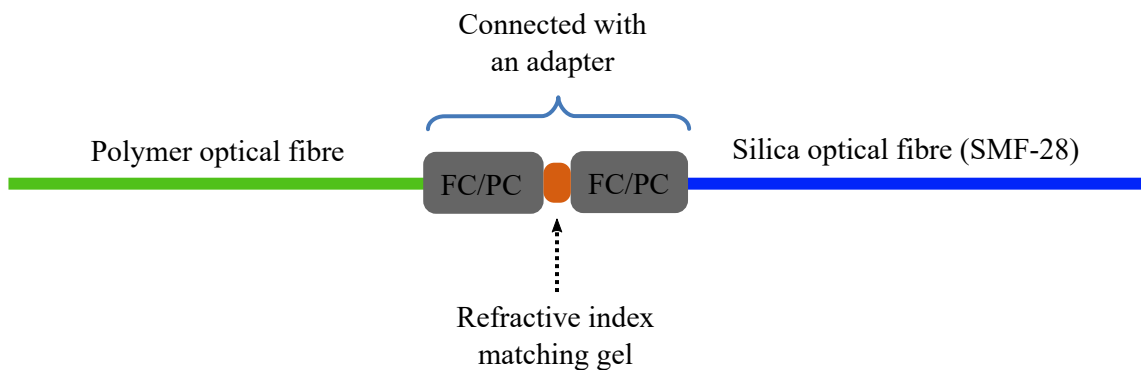 Connected with
an adapter
Polymer optical fibre
Silica optical fibre (SMF-28)
FC/PC
FC/PC
Refractive index
matching gel